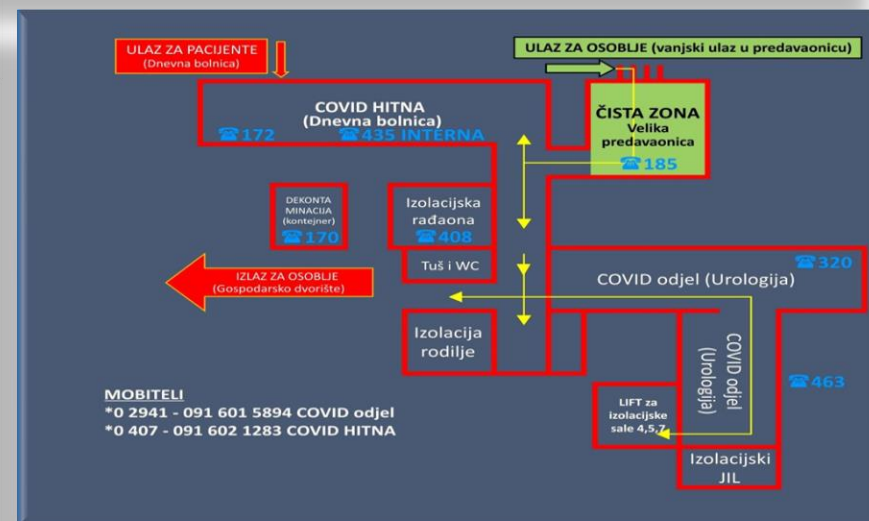 ULAZ ZA PACIJENTE
(Dnevna bolnica)
ULAZ ZA OSOBLJE (vanjski ulaz u predavaonicu)
COVID HITNA
(Dnevna bolnica)
☎172
☎435 INTERNA
ČISTA ZONA
Velika
predavaonica
☎185
DEKONTA
MINACIJA
(kontejner)
☎170
Izolacijska
rađaona
☎408
Tuš i WC
IZLAZ ZA OSOBLJE
(Gospodarsko dvorište)
☎320
COVID odjel (Urologija)
Izolacija
rodilje
COVID odjel
(Urologija)
☎463
LIFT za
izolacijske
sale 4,5,7
Izolacijski
JIL
MOBITELI
*0 2941 - 091 601 5894 COVID odjel
*0 407 - 091 602 1283 COVID HITNA